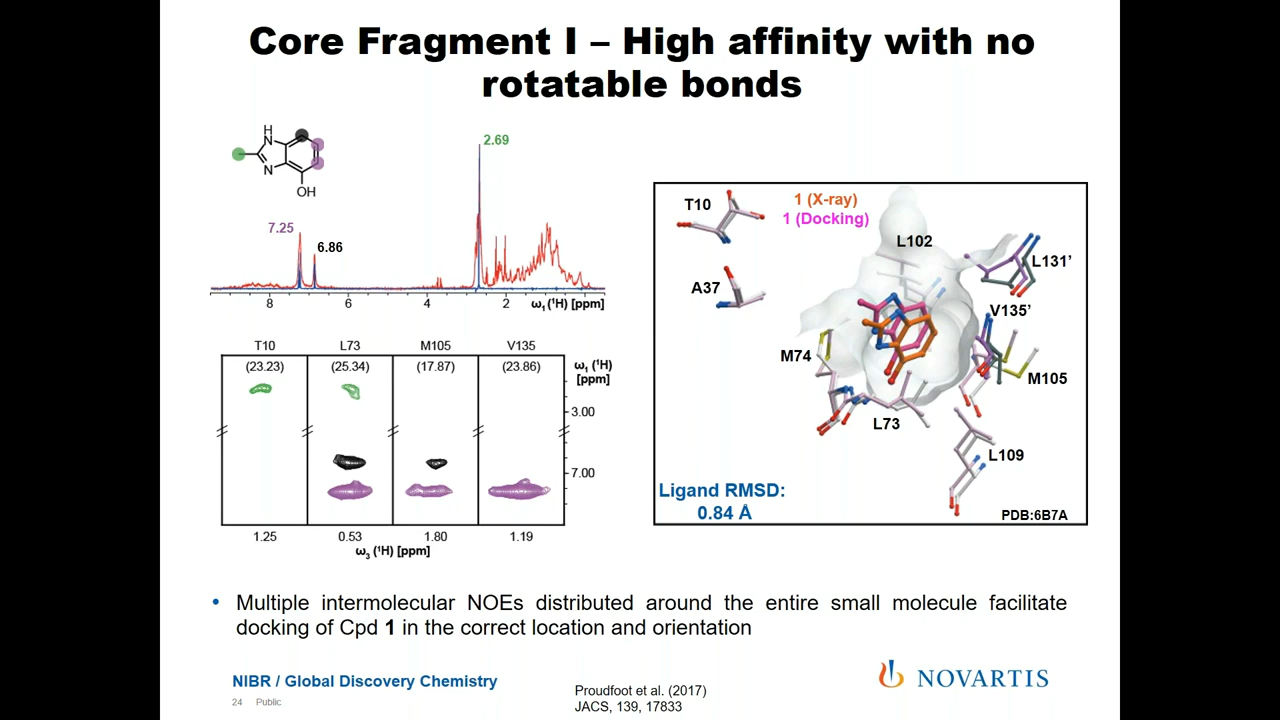 Core Fragment I – High affinity with no
rotatable bonds
H
N
N
OH
2.69
7.25
6.86
8
6
4
2
ω1 (¹H) [ppm]
T10
L73
M105
V135
(23.23)
(25.34)
(17.87)
(23.86)
ω1 (¹H)
[ppm]
3.00
7.00
1.25
0.53
1.80
1.19
ω3 (¹H) [ppm]
T10
1 (X-ray)
1 (Docking)
L102
L131’
A37
V135’
M74
M105
L73
L109
Ligand RMSD:
0.84 Å
PDB:6B7A
• Multiple intermolecular NOEs distributed around the entire small molecule facilitate
docking of Cpd 1 in the correct location and orientation
NIBR / Global Discovery Chemistry
24 Public
Proudfoot et al. (2017)
JACS, 139, 17833
NOVARTIS